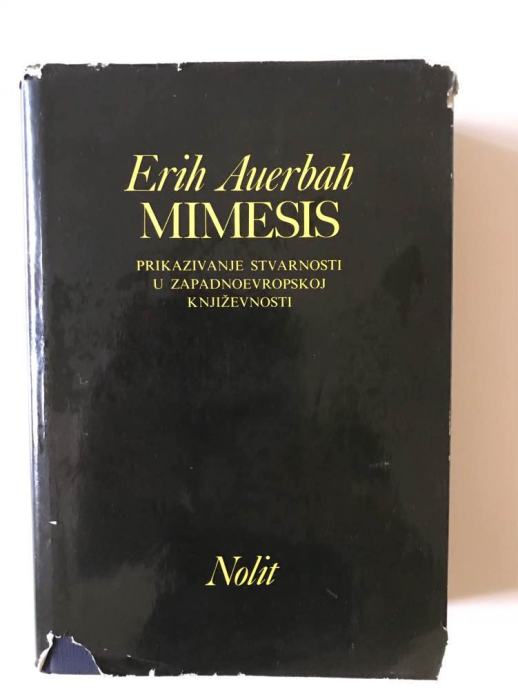 Erih Auerbah
MIMESIS
PRIKAZIVANJE STVARNOSTI
U ZAPADNOEVROPSKOJ
KNJIŽEVNOSTI
Nolit